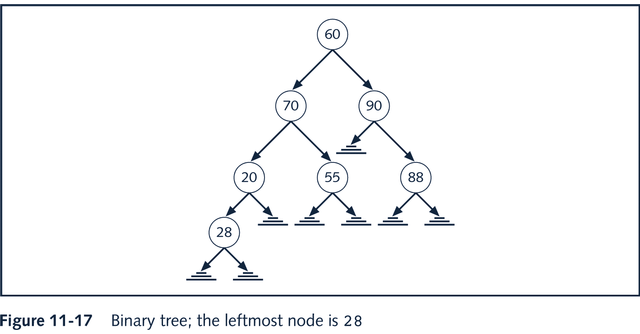 60
70 90
20 55 88
28
Figure 11-17 Binary tree; the leftmost node is 28